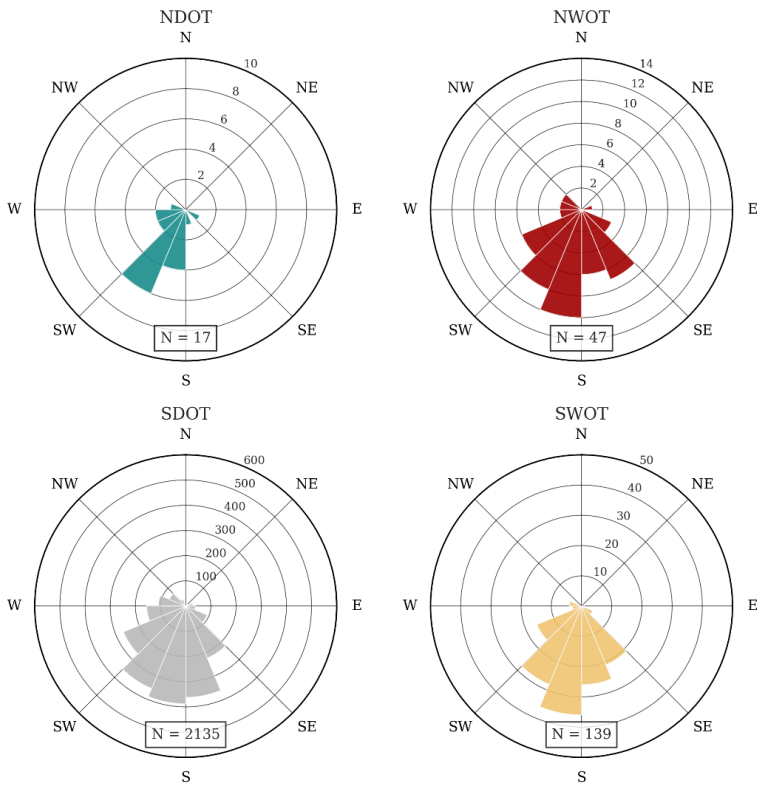 NDOT
N
NW
NE
W
E
SW
SE
S
2
4
6
8
10
N = 17
NWOT
N
NW
NE
W
E
SW
SE
S
2
4
6
8
10
12
14
N = 47
SDOT
N
NW
NE
W
E
SW
SE
S
100
200
300
400
500
600
N = 2135
SWOT
N
NW
NE
W
E
SW
SE
S
10
20
30
40
50
N = 139